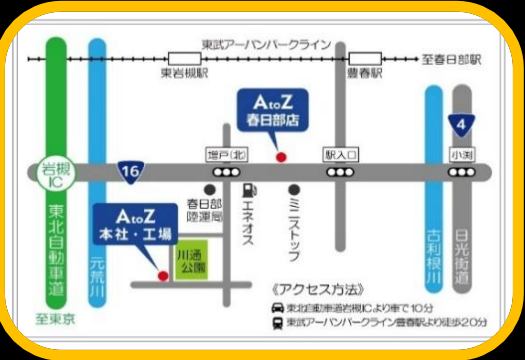 東武アーバンパークライン
至春日部駅
東岩槻駅
豊春駅
AtoZ
春日部店
4
岩槻
IC
16
増戸(北)
駅入口
小渕
春日部
陸運局
エネオス
ミニストップ
AtoZ
本社・工場
川通
公園
東北自動車道
元荒川
古利根川
日光街道
至東京
《アクセス方法》
東北自動車道岩槻ICより車で10分
東武アーバンパークライン豊春駅より徒歩20分